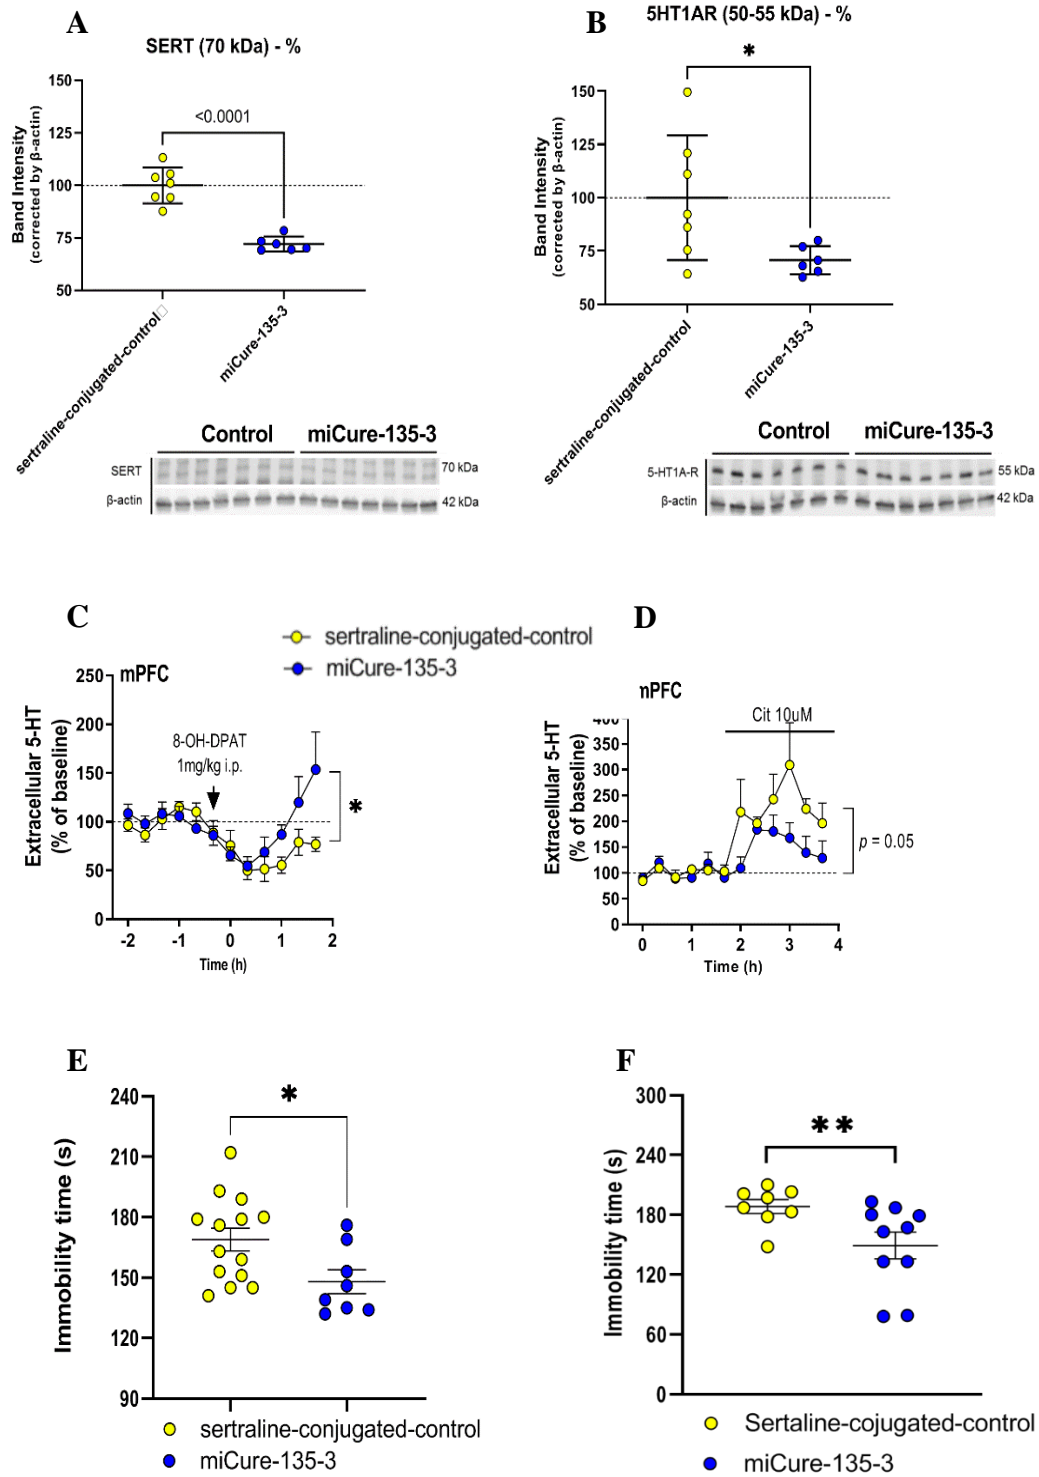 A
SERT (70 kDa) - %
Band Intensity
(corrected by β-actin)
150
125
100
75
50
<0.0001
sertraline-conjugated-control
miCure-135-3
Control
miCure-135-3
SERT
70 kDa
β-actin
42 kDa
B
5HT1AR (50-55 kDa) - %
*
Band Intensity
(corrected by β-actin)
150
125
100
75
50
sertraline-conjugated-control
miCure-135-3
Control
miCure-135-3
5-HT1A-R
55 kDa
β-actin
42 kDa
C
sertraline-conjugated-control
miCure-135-3
mPFC
Extracellular 5-HT
(% of baseline)
250
200
150
100
50
0
8-OH-DPAT
1mg/kg i.p.
*
-2 -1 0 1 2
Time (h)
D
mPFC
Extracellular 5-HT
(% of baseline)
400
350
300
250
200
150
100
50
0
Cit 10uM
p = 0.05
0 1 2 3 4
Time (h)
E
Immobility time (s)
240
210
180
150
120
90
*
sertraline-conjugated-control
miCure-135-3
F
Immobility time (s)
300
240
180
120
60
0
**
Sertaline-cojugated-control
miCure-135-3